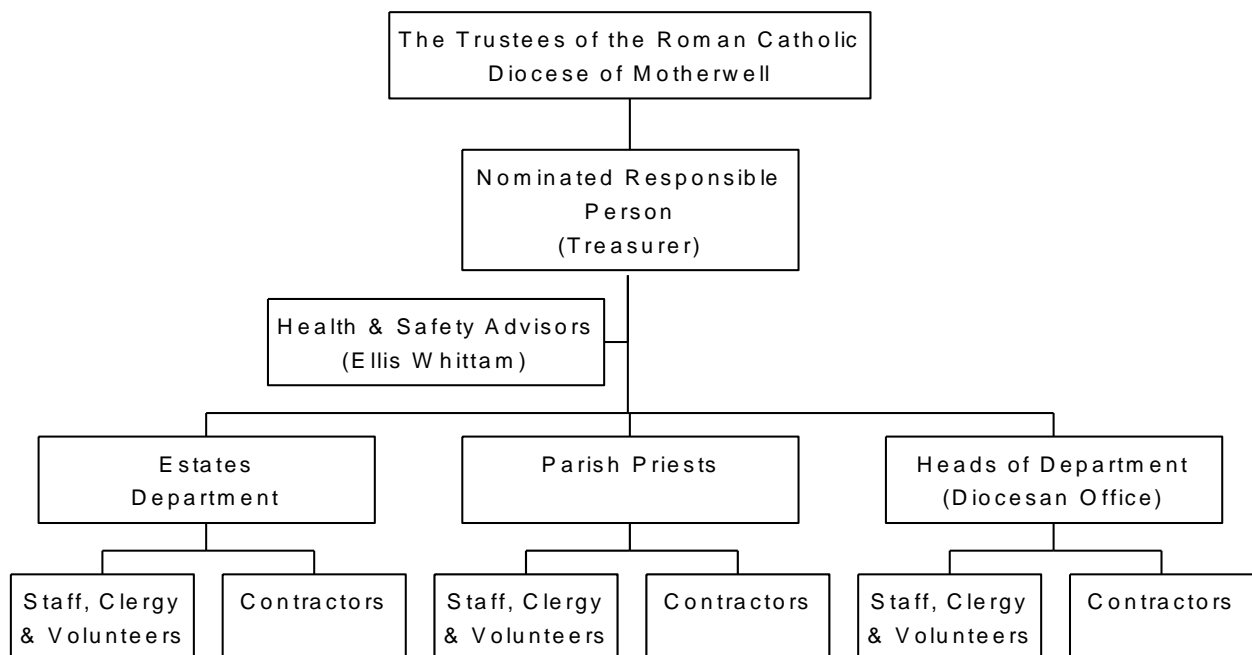 The Trustees of the Roman Catholic
Diocese of Motherwell
Nominated Responsible
Person
(Treasurer)
Health & Safety Advisors
(Ellis Whittam)
Estates
Department
Parish Priests
Heads of Department
(Diocesan Office)
Staff, Clergy
& Volunteers
Contractors
Staff, Clergy
& Volunteers
Contractors
Staff, Clergy
& Volunteers
Contractors